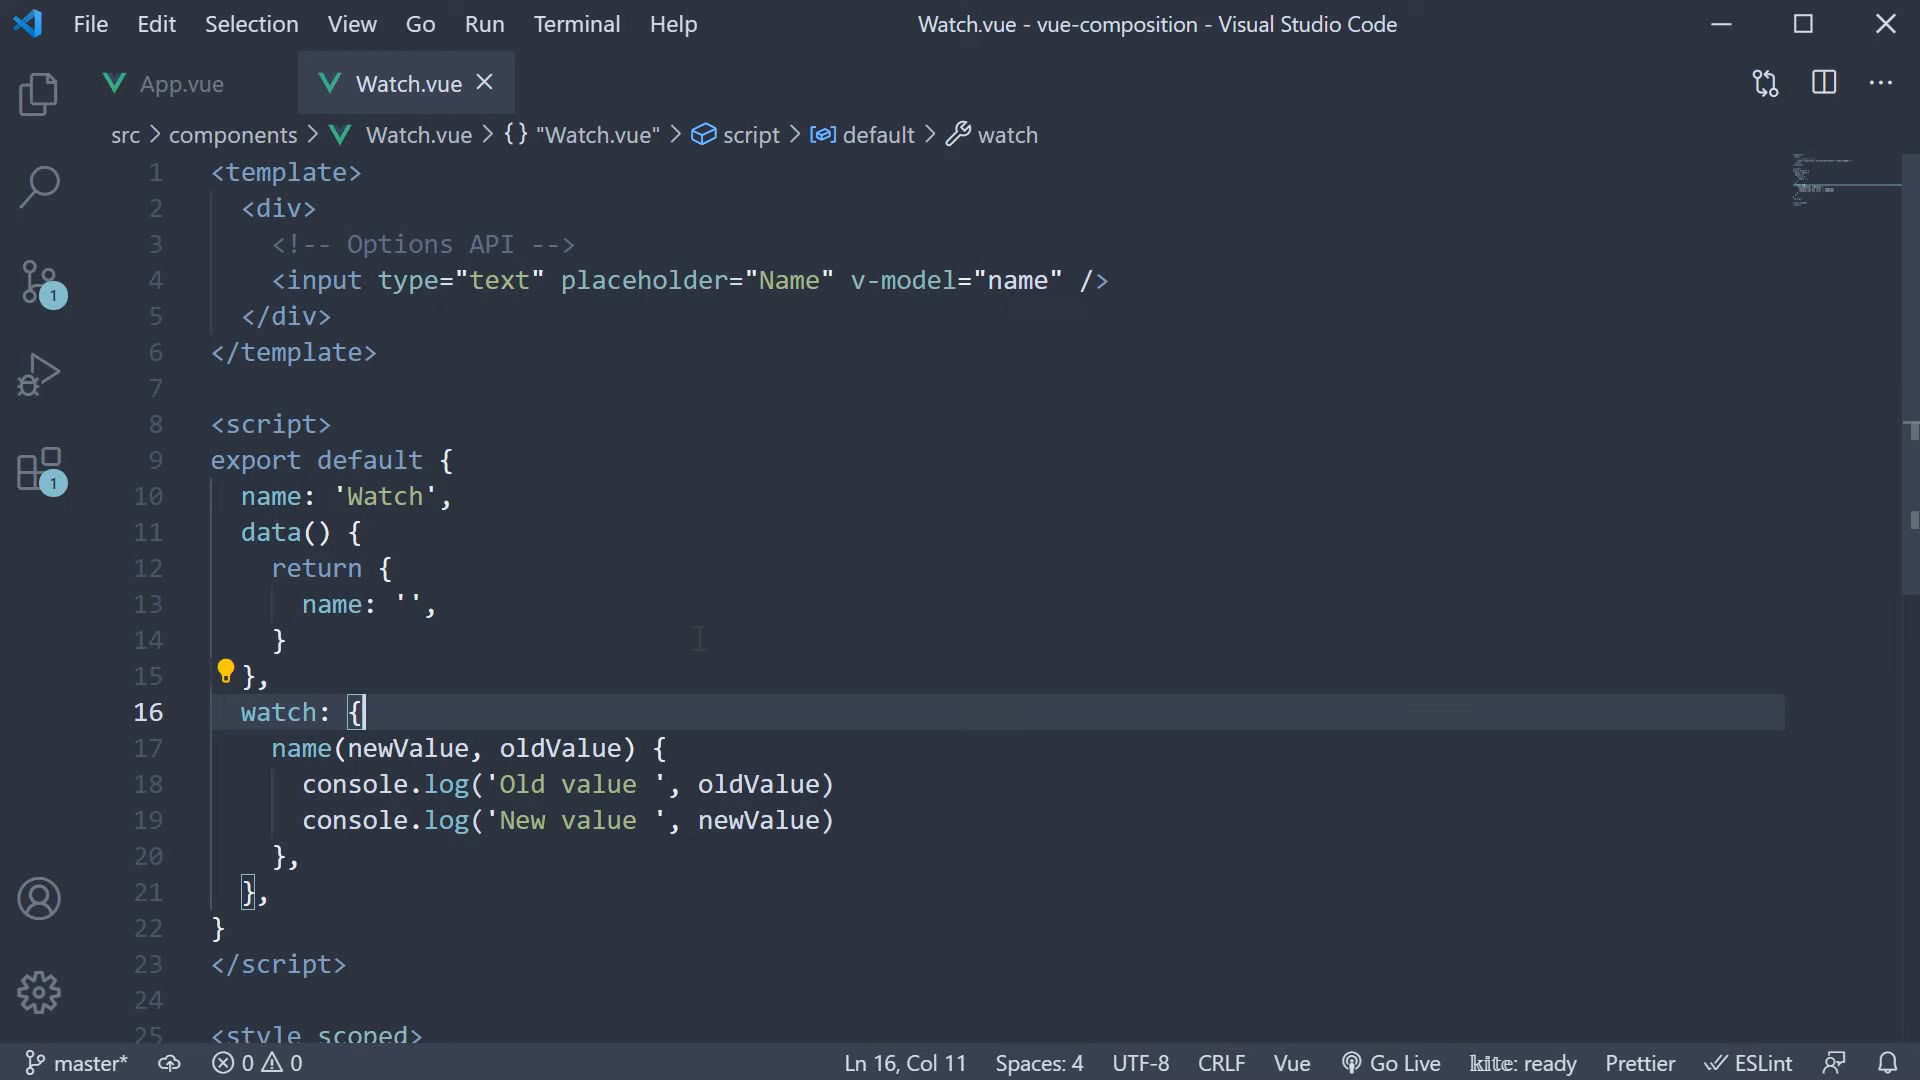 File Edit Selection View Go Run Terminal Help Watch.vue - vue-composition - Visual Studio Code
App.vue Watch.vue
src > components > Watch.vue > {} "Watch.vue" > script > default > watch
1 <template>
2 <div>
3 <!-- Options API -->
4 <input type="text" placeholder="Name" v-model="name" />
5 </div>
6 </template>
7
8 <script>
9 export default {
10 name: 'Watch',
11 data() {
12 return {
13 name: '',
14 }
15 },
16 watch: {
17 name(newValue, oldValue) {
18 console.log('Old value ', oldValue)
19 console.log('New value ', newValue)
20 },
21 },
22 }
23 </script>
24
25 <style scoped>
1
1
master* 0 0 Ln 16, Col 11 Spaces: 4 UTF-8 CRLF Vue Go Live kite: ready Prettier ESLint